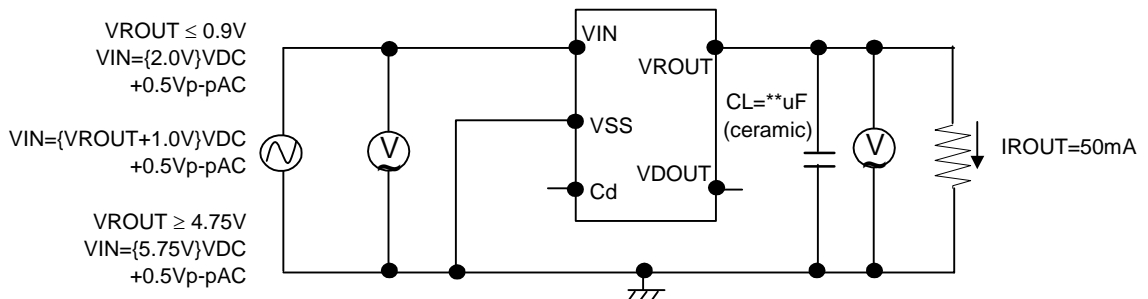 VROUT ≤ 0.9V
VIN={2.0V}VDC
+0.5Vp-pAC
VIN={VROUT+1.0V}VDC
+0.5Vp-pAC
VROUT ≥ 4.75V
VIN={5.75V}VDC
+0.5Vp-pAC
V
VIN
VROUT
VSS
Cd
VDOUT
CL=**uF
(ceramic)
V
IROUT=50mA